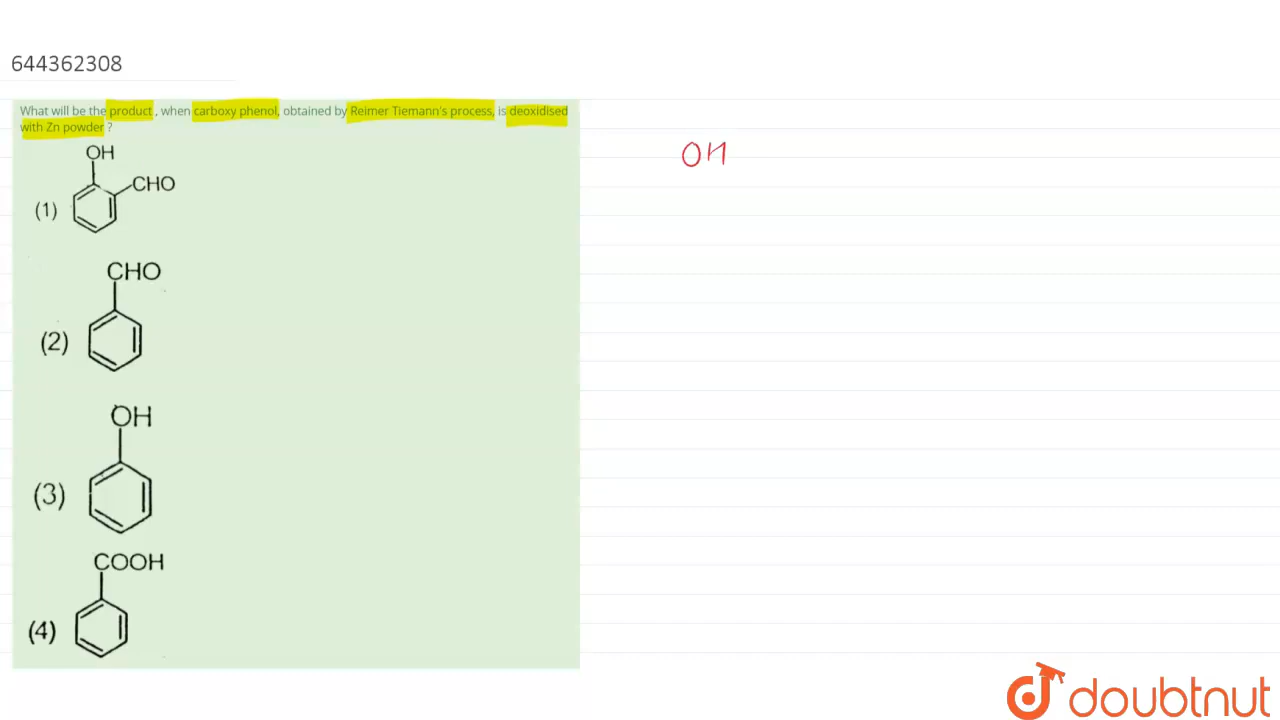 644362308
What will be the product , when carboxy phenol, obtained by Reimer Tiemann's process, is deoxidised
with Zn powder ?
OH
CHO
(1)
CHO
(2)
OH
(3)
COOH
(4)
OH
doubtnut